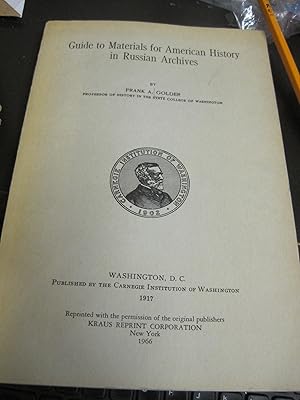 Guide to Materials for American History
in Russian Archives
BY
FRANK A. GOLDER
PROFESSOR OF HISTORY IN THE STATE COLLEGE OF WASHINGTON
CARNEGIE INSTITUTION OF WASHINGTON
1902
WASHINGTON, D. C.
PUBLISHED BY THE CARNEGIE INSTITUTION OF WASHINGTON
1917
Reprinted with the permission of the original publishers
KRAUS REPRINT CORPORATION
New York
1966